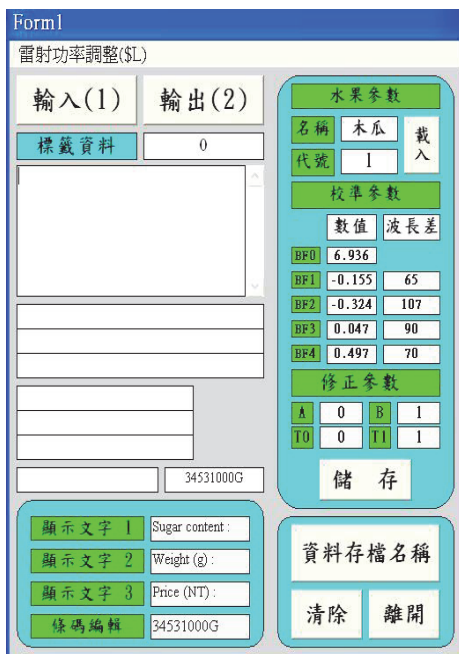 Form1
雷射功率調整($L)
輸入(1) 輸出(2)
標籤資料 0
34531000G
顯示文字 1 Sugar content :
顯示文字 2 Weight (g) :
顯示文字 3 Price (NT) :
條碼編輯 34531000G
水果參數
名稱 木瓜 載入
代號 1
校準參數
數值 波長差
BF0 6.936
BF1 -0.155 65
BF2 -0.324 107
BF3 0.047 90
BF4 0.497 70
修正參數
A 0 B 1
T0 0 T1 1
儲 存
資料存檔名稱
清除 離開